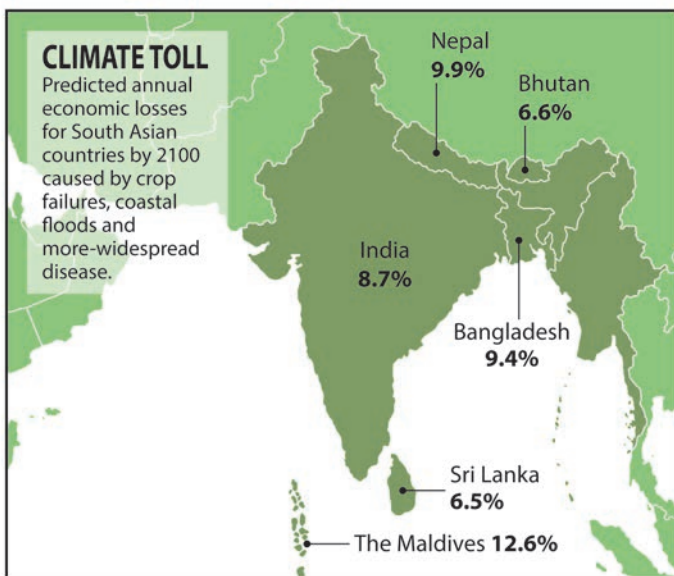 CLIMATE TOLL
Predicted annual
economic losses
for South Asian
countries by 2100
caused by crop
failures, coastal
floods and
more-widespread
disease.
Nepal
9.9%
Bhutan
6.6%
India
8.7%
Bangladesh
9.4%
Sri Lanka
6.5%
The Maldives 12.6%